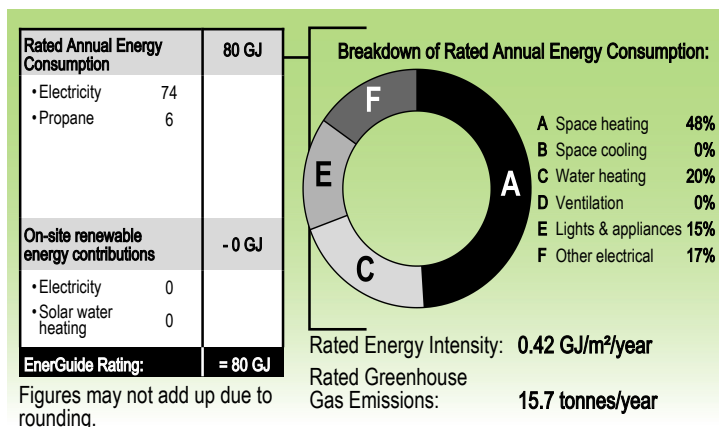 Rated Annual Energy
Consumption
80 GJ
• Electricity 74
• Propane 6
On-site renewable
energy contributions
- 0 GJ
• Electricity 0
• Solar water
heating
0
EnerGuide Rating: = 80 GJ
Figures may not add up due to
rounding.
Breakdown of Rated Annual Energy Consumption:
F
E
A
C
A Space heating 48%
B Space cooling 0%
C Water heating 20%
D Ventilation 0%
E Lights & appliances 15%
F Other electrical 17%
Rated Energy Intensity: 0.42 GJ/m²/year
Rated Greenhouse
Gas Emissions: 15.7 tonnes/year